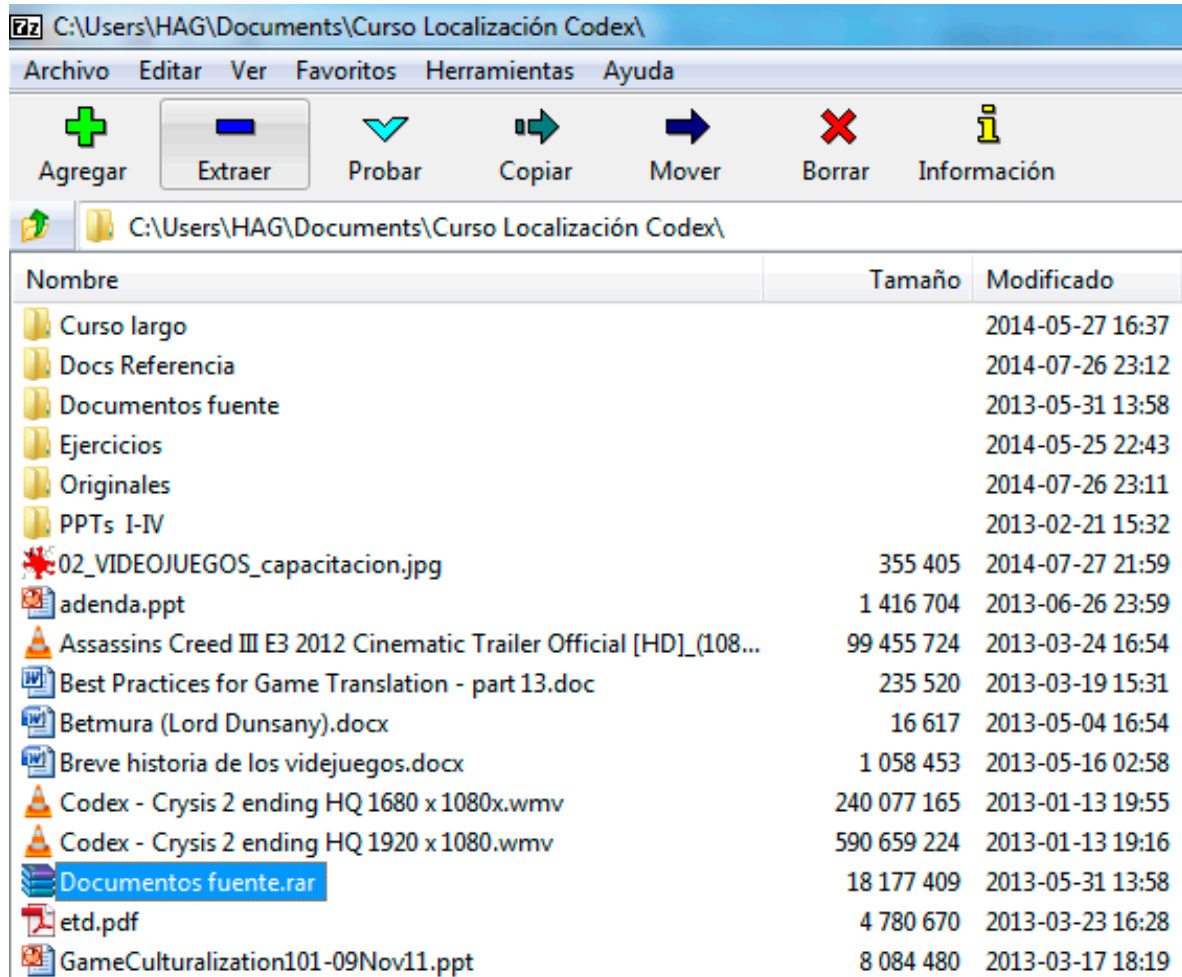 7z C:\Users\HAG\Documents\Curso Localización Codex\
Archivo Editar Ver Favoritos Herramientas Ayuda
Agregar Extraer Probar Copiar Mover Borrar Información
C:\Users\HAG\Documents\Curso Localización Codex\
Nombre Tamaño Modificado
Curso largo 2014-05-27 16:37
Docs Referencia 2014-07-26 23:12
Documentos fuente 2013-05-31 13:58
Ejercicios 2014-05-25 22:43
Originales 2014-07-26 23:11
PPTs I-IV 2013-02-21 15:32
02_VIDEOJUEGOS_capacitacion.jpg 355 405 2014-07-27 21:59
adenda.ppt 1 416 704 2013-06-26 23:59
Assassins Creed III E3 2012 Cinematic Trailer Official [HD]_(108... 99 455 724 2013-03-24 16:54
Best Practices for Game Translation - part 13.doc 235 520 2013-03-19 15:31
Betmura (Lord Dunsany).docx 16 617 2013-05-04 16:54
Breve historia de los videjuegos.docx 1 058 453 2013-05-16 02:58
Codex - Crysis 2 ending HQ 1680 x 1080x.wmv 240 077 165 2013-01-13 19:55
Codex - Crysis 2 ending HQ 1920 x 1080.wmv 590 659 224 2013-01-13 19:16
Documentos fuente.rar 18 177 409 2013-05-31 13:58
etd.pdf 4 780 670 2013-03-23 16:28
GameCulturalization101-09Nov11.ppt 8 084 480 2013-03-17 18:19